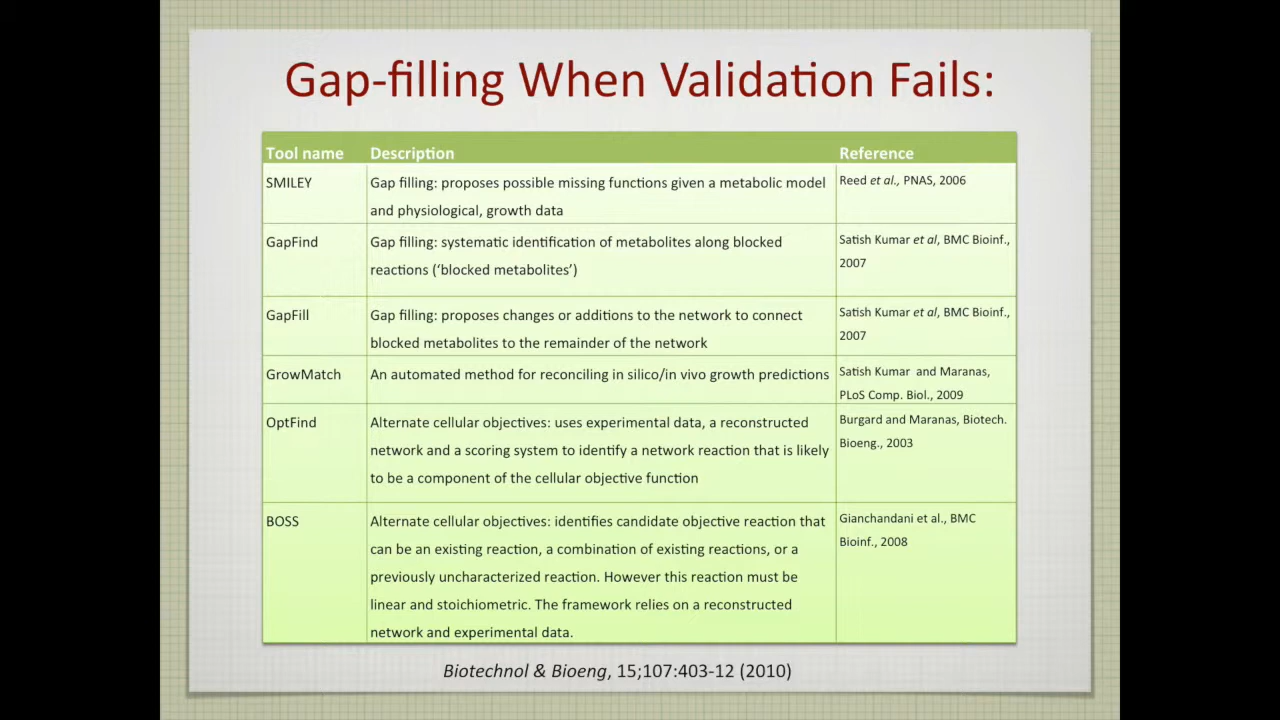 Gap-filling When Validation Fails:
Tool name Description Reference
SMILEY Gap filling: proposes possible missing functions given a metabolic model Reed et al., PNAS, 2006
and physiological, growth data
GapFind Gap filling: systematic identification of metabolites along blocked Satish Kumar et al, BMC Bioinf.,
reactions (‘blocked metabolites’) 2007
GapFill Gap filling: proposes changes or additions to the network to connect Satish Kumar et al, BMC Bioinf.,
blocked metabolites to the remainder of the network 2007
GrowMatch An automated method for reconciling in silico/in vivo growth predictions Satish Kumar and Maranas,
PLoS Comp. Biol., 2009
OptFind Alternate cellular objectives: uses experimental data, a reconstructed Burgard and Maranas, Biotech.
network and a scoring system to identify a network reaction that is likely Bioeng., 2003
to be a component of the cellular objective function
BOSS Alternate cellular objectives: identifies candidate objective reaction that Gianchandani et al., BMC
can be an existing reaction, a combination of existing reactions, or a Bioinf., 2008
previously uncharacterized reaction. However this reaction must be
linear and stoichiometric. The framework relies on a reconstructed
network and experimental data.
Biotechnol & Bioeng, 15;107:403-12 (2010)